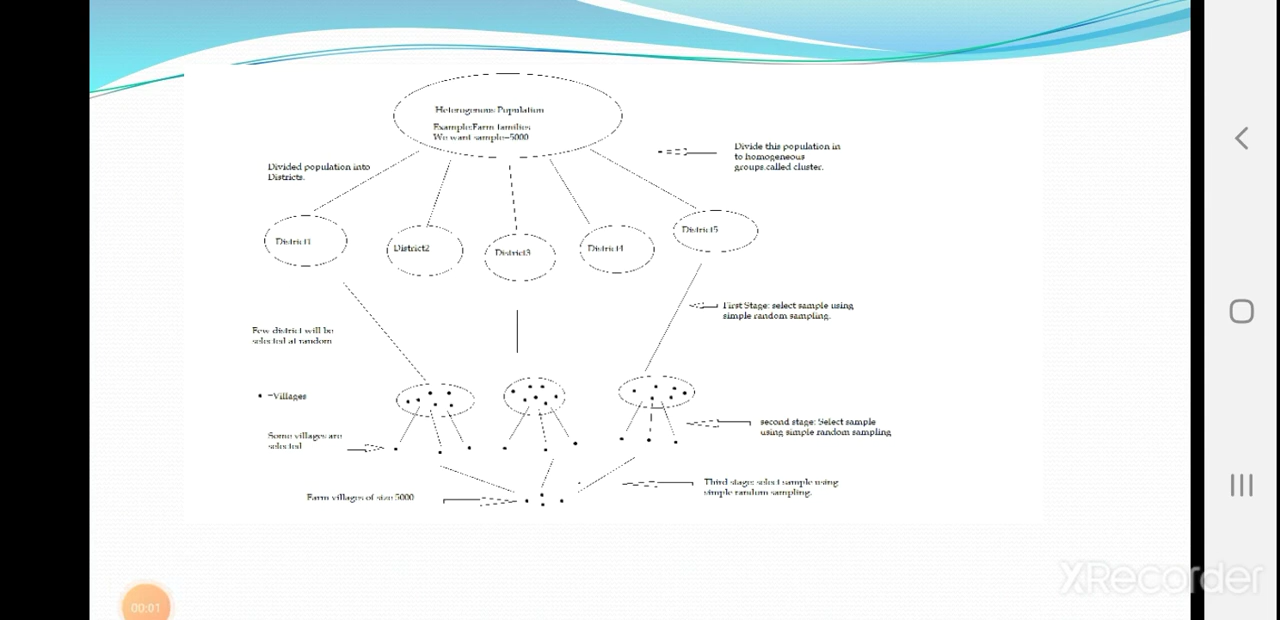 Heterogenous Population
Example:Farm families
We want sample=5000
Divide this population in
to homogeneous
groups.called cluster.
Divided population into
Districts.
District1
District2
District3
District4
District5
First Stage: select sample using
simple random sampling.
Few district will be
selected at random
=Villages
Some villages are
selected
second stage: Select sample
using simple random sampling
Third stage: select sample using
simple random sampling.
Farm villages of size 5000
XRecorder
00:01